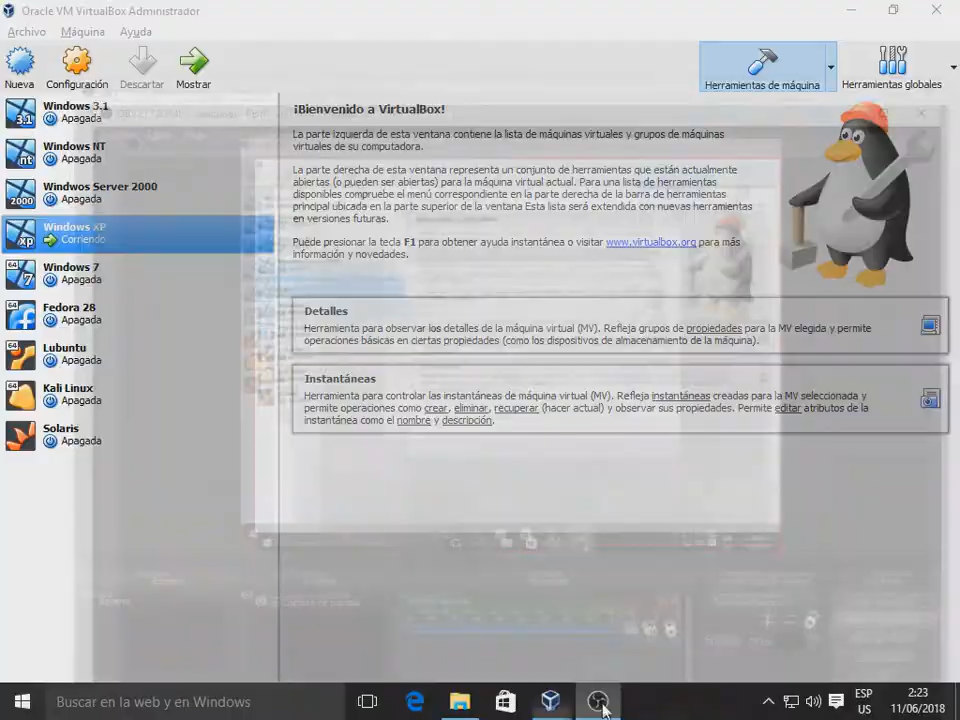 Oracle VM VirtualBox Administrador
Archivo Máquina Ayuda
Nueva Configuración Descartar Mostrar Herramientas de máquina Herramientas globales
3.1
Windows 3.1
Apagada
nt
Windows NT
Apagada
2000
Windwos Server 2000
Apagada
xp
Windows XP
Corriendo
64
7
Windows 7
Apagada
64
Fedora 28
Apagada
64
Lubuntu
Apagada
64
Kali Linux
Apagada
Solaris
Apagada
¡Bienvenido a VirtualBox!
La parte izquierda de esta ventana contiene la lista de máquinas virtuales y grupos de máquinas
virtuales de su computadora.
La parte derecha de esta ventana representa un conjunto de herramientas que están actualmente
abiertas (o pueden ser abiertas) para la máquina virtual actual. Para una lista de herramientas
disponibles compruebe el menú correspondiente en la parte derecha de la barra de herramientas
principal ubicada en la parte superior de la ventana Esta lista será extendida con nuevas herramientas
en versiones futuras.
Puede presionar la tecla F1 para obtener ayuda instantánea o visitar www.virtualbox.org para más
información y novedades.
Detalles
Herramienta para observar los detalles de la máquina virtual (MV). Refleja grupos de propiedades para la MV elegida y permite
operaciones básicas en ciertas propiedades (como los dispositivos de almacenamiento de la máquina).
Instantáneas
Herramienta para controlar las instantáneas de máquina virtual (MV). Refleja instantáneas creadas para la MV seleccionada y
permite operaciones como crear, eliminar, recuperar (hacer actual) y observar sus propiedades. Permite editar atributos de la
instantánea como el nombre y descripción.
Buscar en la web y en Windows
ESP
US
2:23
11/06/2018